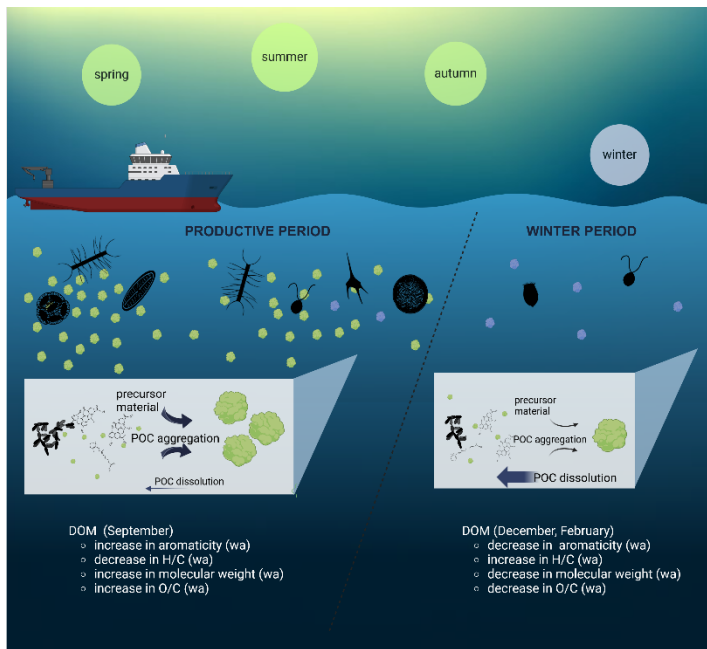 spring
summer
autumn
winter
PRODUCTIVE PERIOD
WINTER PERIOD
precursor
material
POC aggregation
POC dissolution
precursor
material
POC aggregation
POC dissolution
DOM (September)
○ increase in aromaticity (wa)
○ decrease in H/C (wa)
○ increase in molecular weight (wa)
○ increase in O/C (wa)
DOM (December, February)
○ decrease in aromaticity (wa)
○ increase in H/C (wa)
○ decrease in molecular weight (wa)
○ decrease in O/C (wa)